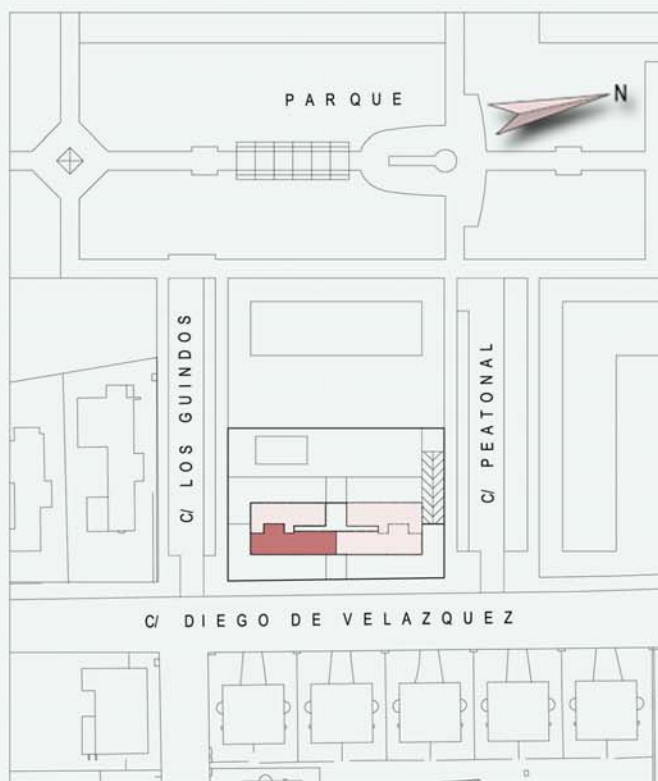 PARQUE
N
C/ LOS GUINDOS
C/ PEATONAL
C/ DIEGO DE VELAZQUEZ